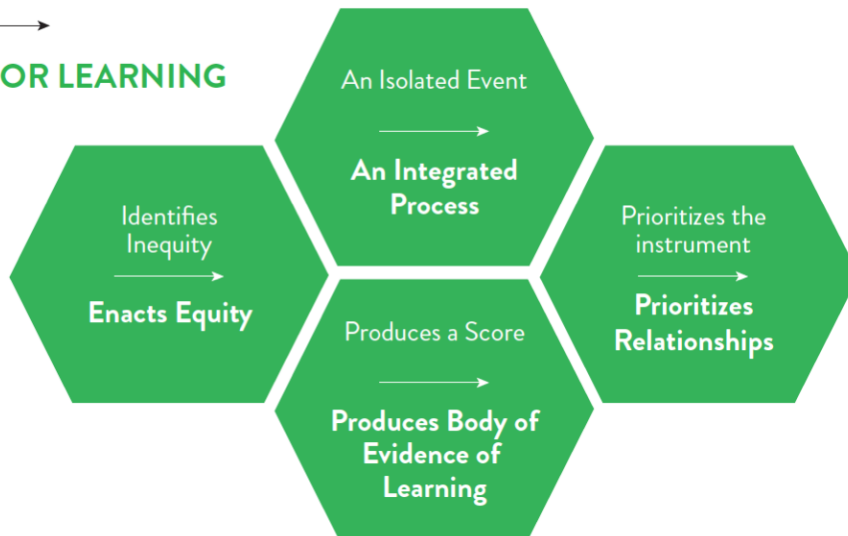 OR LEARNING
An Isolated Event
An Integrated
Process
Identifies
Inequity
Enacts Equity
Prioritizes the
instrument
Prioritizes
Relationships
Produces a Score
Produces Body of
Evidence of
Learning